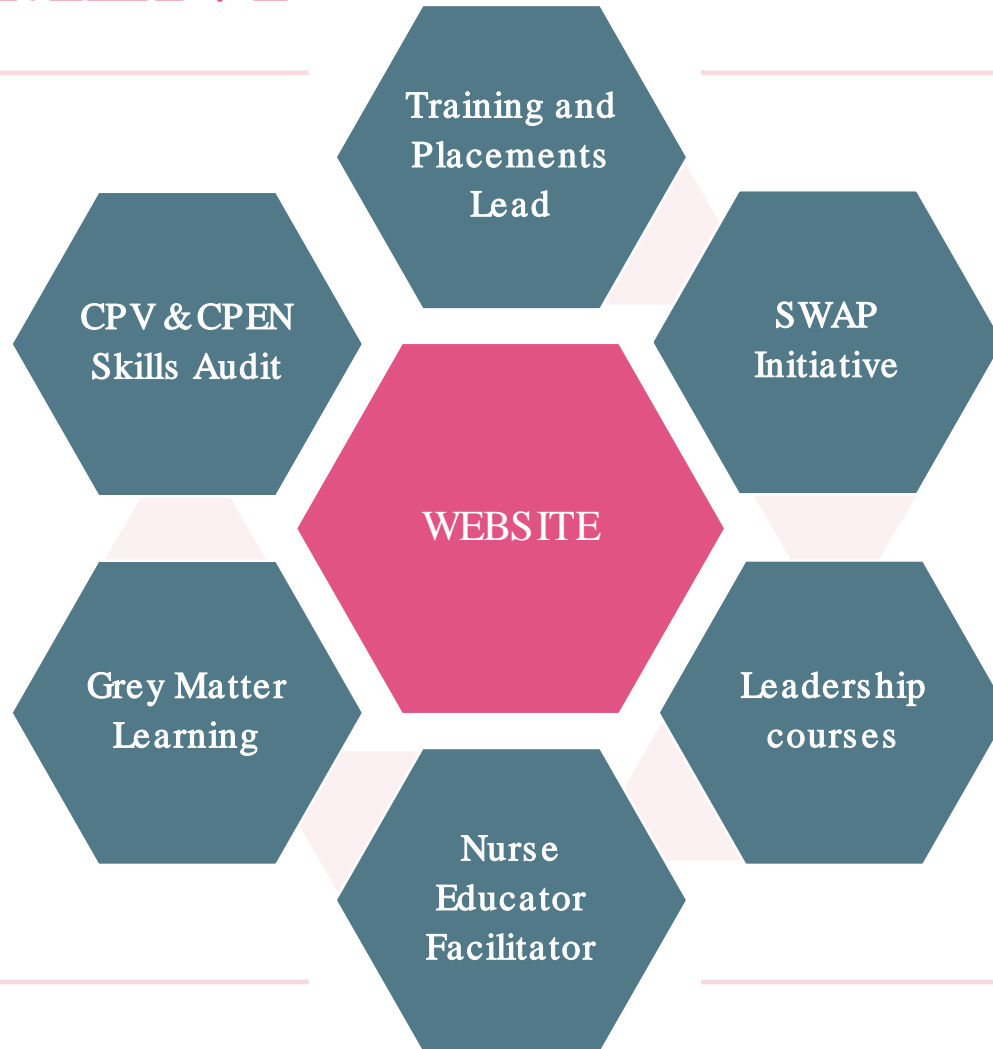 Training and
Placements
Lead
SWAP
Initiative
Leadership
courses
Nurse
Educator
Facilitator
Grey Matter
Learning
CPV & CPEN
Skills Audit
WEBSITE